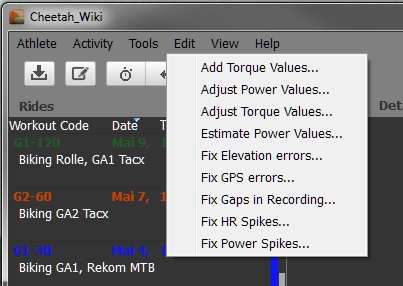 Cheetah_Wiki
Athlete Activity Tools Edit View Help
Add Torque Values...
Adjust Power Values...
Adjust Torque Values...
Estimate Power Values...
Fix Elevation errors...
Fix GPS errors...
Fix Gaps in Recording...
Fix HR Spikes...
Fix Power Spikes...
Rides
Workout Code Date
G1-120 Mai 9, 1
Biking Rolle, GA1 Tacx
G2-60 Mai 7, 1
Biking GA2 Tacx
G1-30 Mai 4,
Biking GA1, Rekom MTB